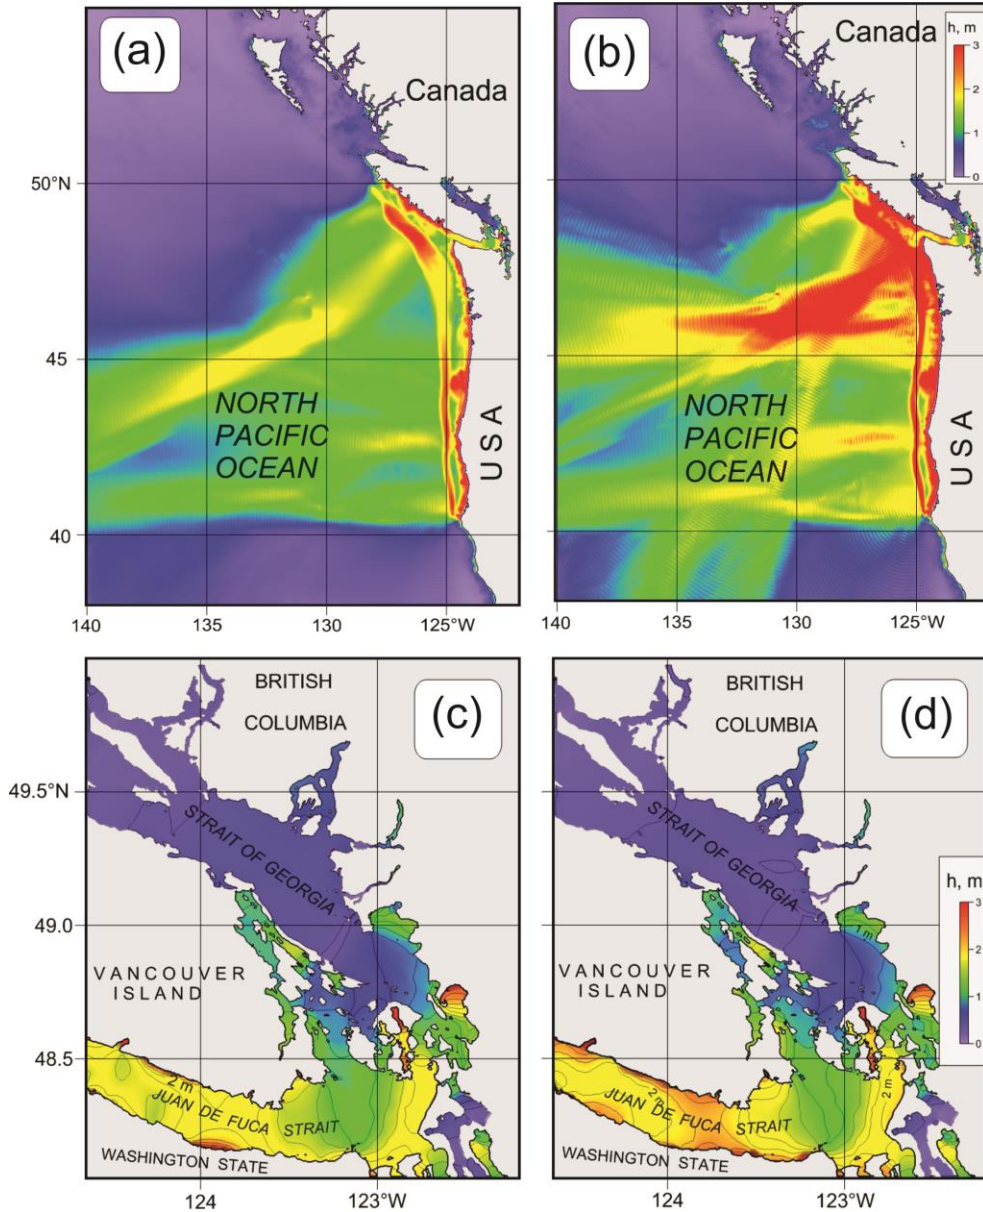 (a)
Canada
50°N
45
40
NORTH
PACIFIC
OCEAN
USA
140
135
130
125°W
(b)
Canada
h, m
3
2
1
0
NORTH
PACIFIC
OCEAN
USA
140
135
130
125°W
(c)
BRITISH
COLUMBIA
49.5°N
STRAIT OF GEORGIA
49.0
VANCOUVER
ISLAND
48.5
2 m
JUAN DE FUCA STRAIT
WASHINGTON STATE
124
123°W
(d)
BRITISH
COLUMBIA
STRAIT OF GEORGIA
h, m
3
2
1
0
1 m
VANCOUVER
ISLAND
2 m
2 m
JUAN DE FUCA STRAIT
WASHINGTON STATE
124
123°W